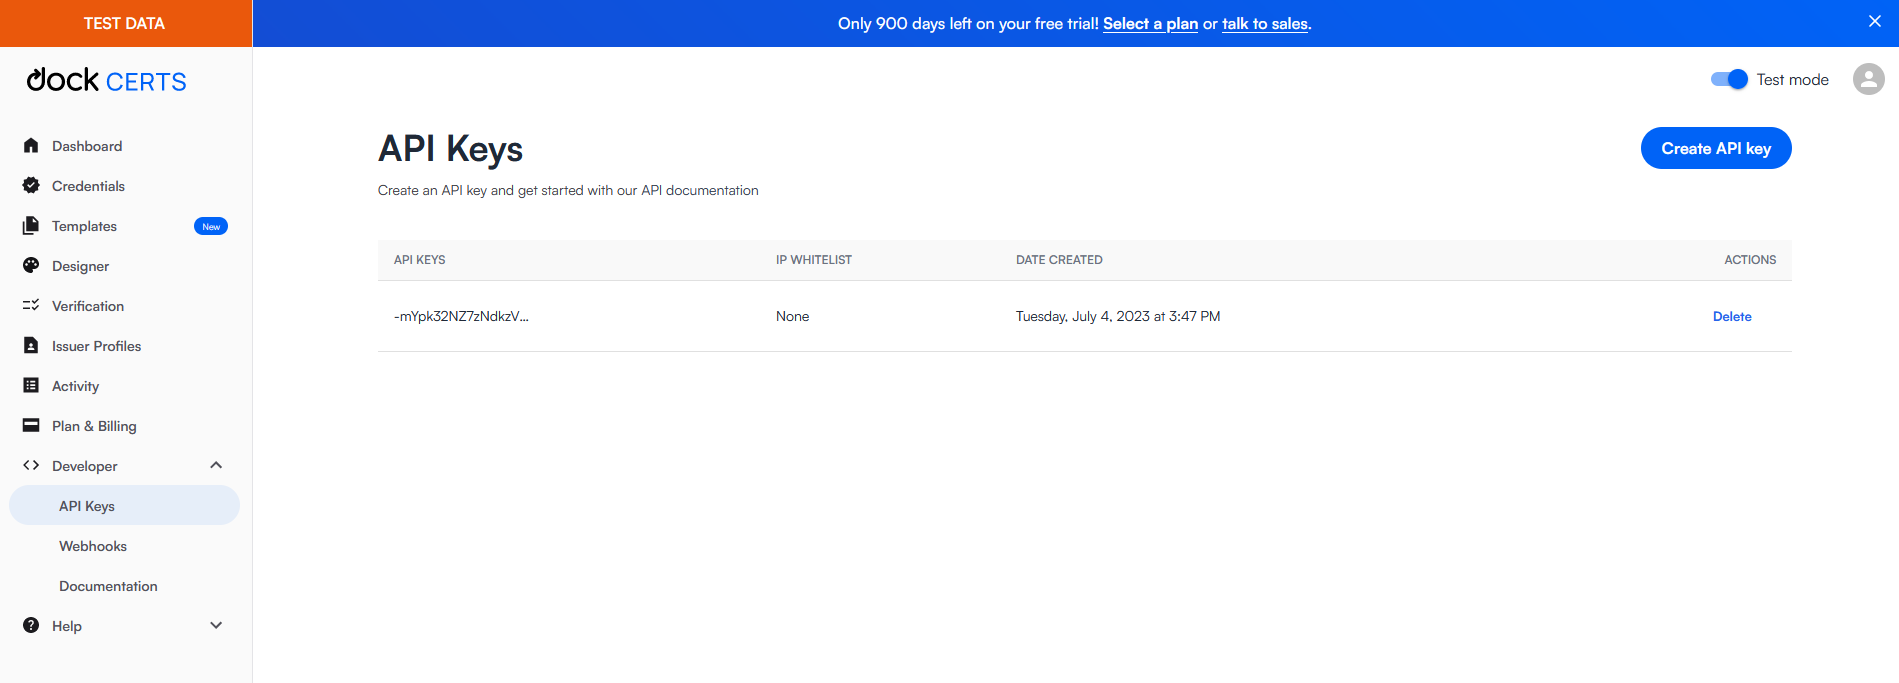 TEST DATA
Only 900 days left on your free trial! Select a plan or talk to sales.
dock CERTS
Test mode
Dashboard
Credentials
Templates New
Designer
Verification
Issuer Profiles
Activity
Plan & Billing
Developer
API Keys
Webhooks
Documentation
Help
API Keys
Create API key
Create an API key and get started with our API documentation
API KEYS IP WHITELIST DATE CREATED ACTIONS
-mYpk32NZ7zNdkzV... None Tuesday, July 4, 2023 at 3:47 PM Delete